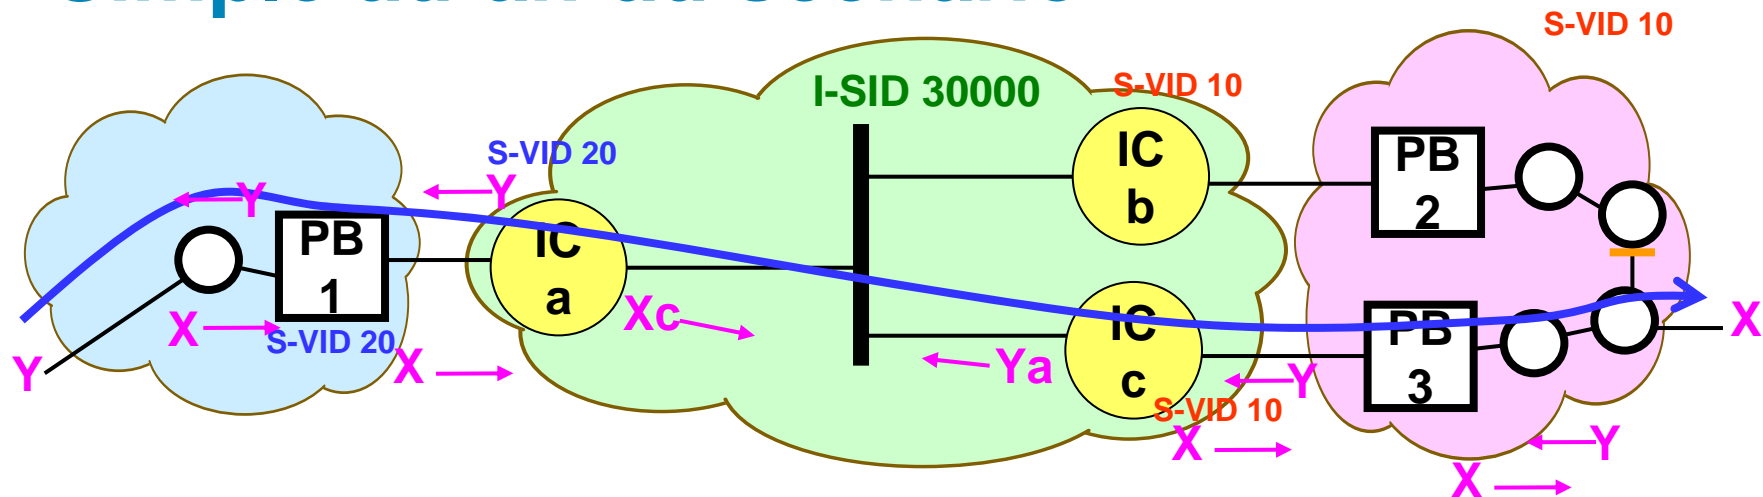 S-VID 10
I-SID 30000
S-VID 10
S-VID 20
IC
b
PB
2
Y
Y
PB
1
IC
a
X
S-VID 20
Xc
Y
X
Ya
IC
c
Y
S-VID 10
PB
3
X
X
Y
X